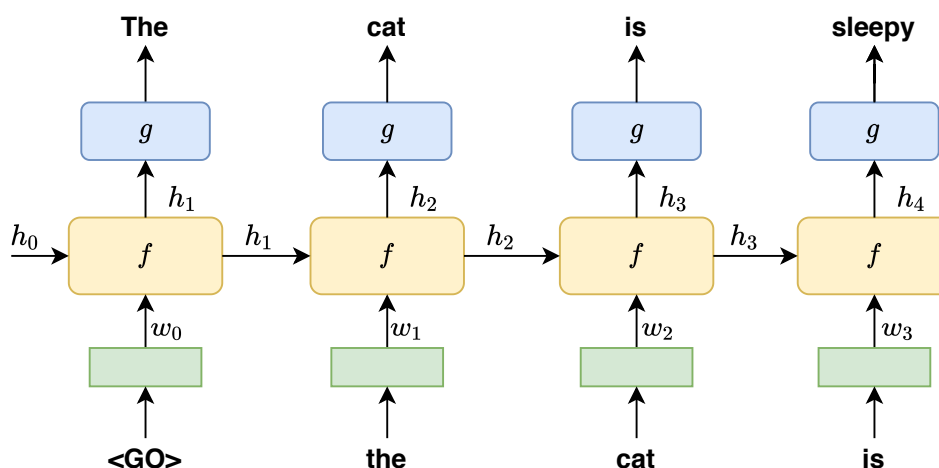 The cat is sleepy
g g g g
h₁ h₂ h₃ h₄
h₀ f h₁ f h₂ f h₃ f
w₀ w₁ w₂ w₃
<GO> the cat is